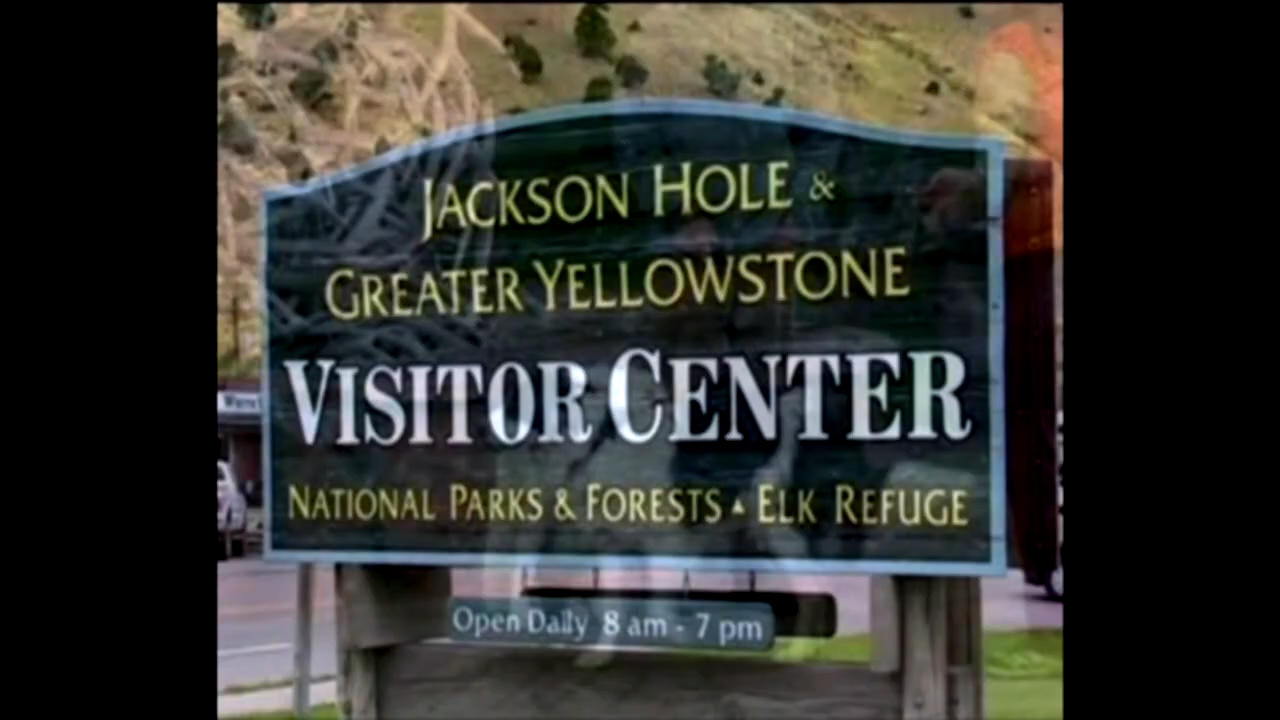 JACKSON HOLE &
GREATER YELLOWSTONE
VISITOR CENTER
NATIONAL PARKS & FORESTS ▲ ELK REFUGE
Open Daily 8 am - 7 pm